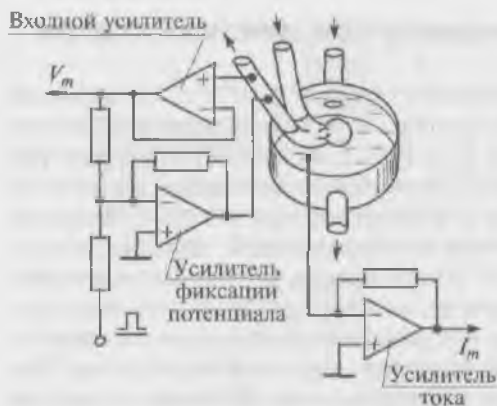 Входной усилитель
V_m
+
−
−
+
Усилитель
фиксации
потенциала
−
+
I_m
Усилитель
тока